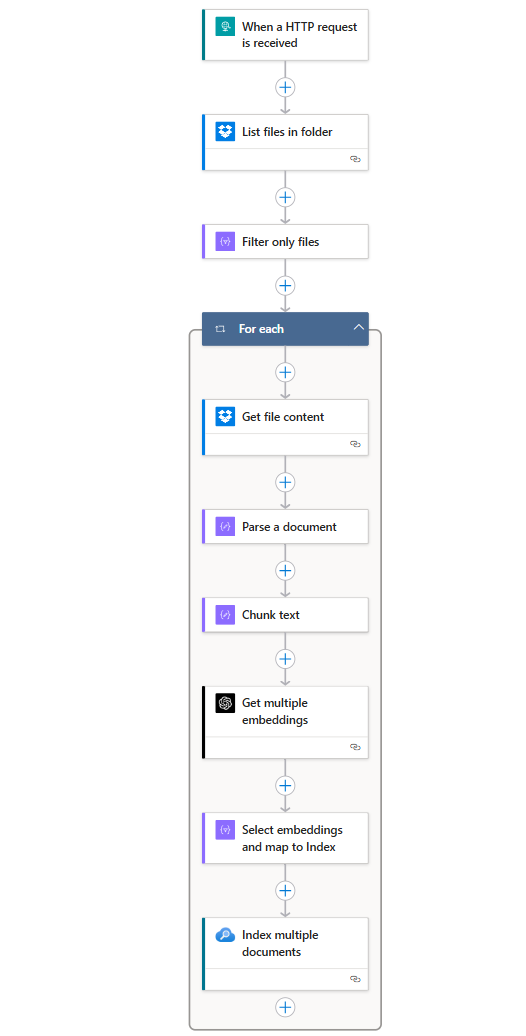 When a HTTP request
is received
List files in folder
Filter only files
For each
Get file content
Parse a document
Chunk text
Get multiple
embeddings
Select embeddings
and map to Index
Index multiple
documents